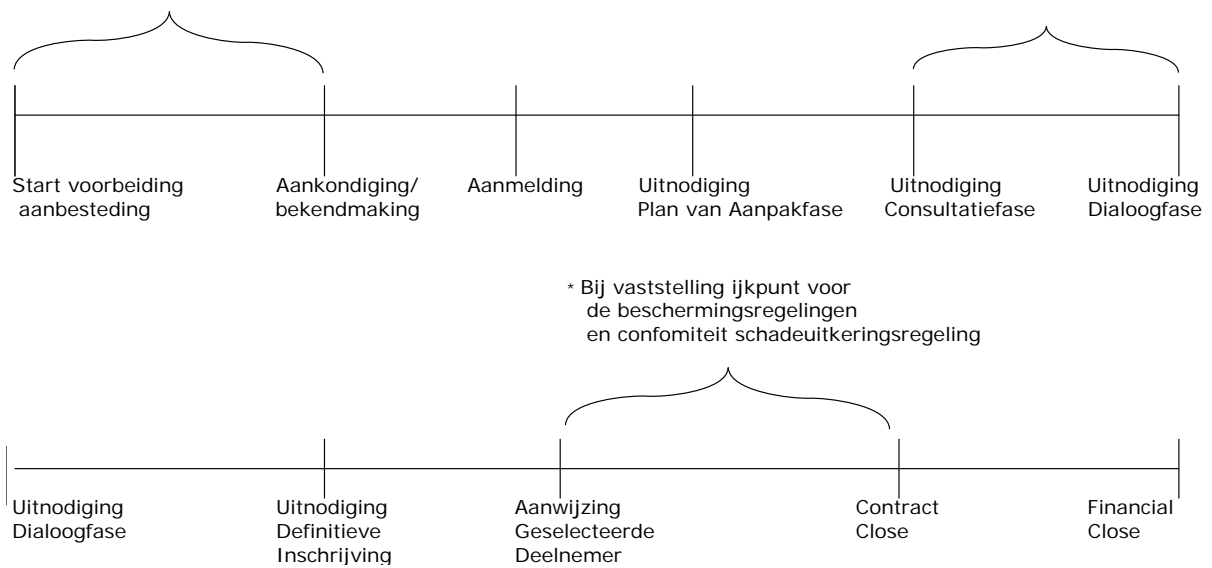 Start voorbeiding
aanbesteding
Aankondiging/
bekendmaking
Aanmelding
Uitnodiging
Plan van Aanpakfase
Uitnodiging
Consultatiefase
Uitnodiging
Dialoogfase
* Bij vaststelling ijkpunt voor
de beschermingsregelingen
en confomiteit schadeuitkeringsregeling
Uitnodiging
Dialoogfase
Uitnodiging
Definitieve
Inschrijving
Aanwijzing
Geselecteerde
Deelnemer
Contract
Close
Financial
Close